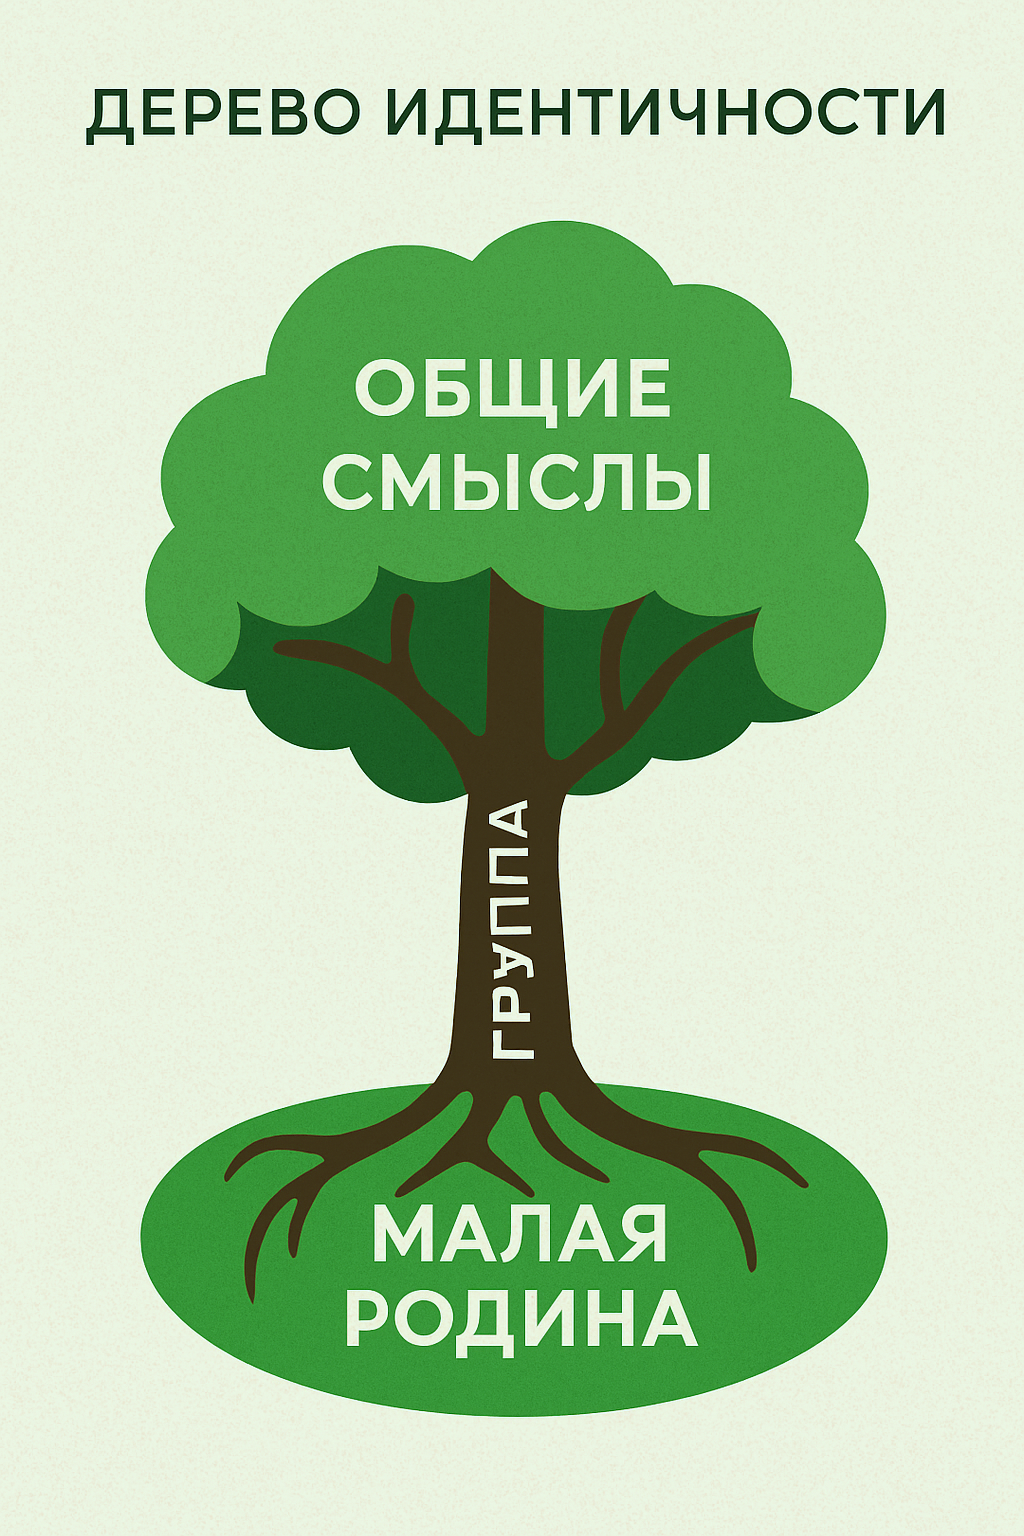 ДЕРЕВО ИДЕНТИЧНОСТИ
ОБЩИЕ
СМЫСЛЫ
ГРУППА
МАЛАЯ
РОДИНА